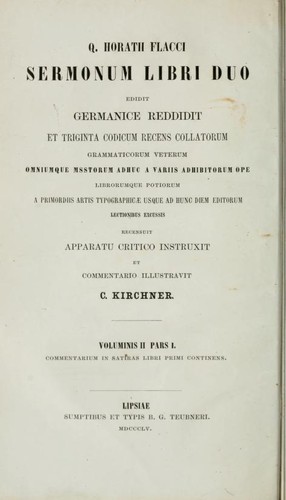 Q. HORATII FLACCI
SERMONUM LIBRI DUO
EDIDIT
GERMANICE REDDIDIT
ET TRIGINTA CODICUM RECENS COLLATORUM
GRAMMATICORUM VETERUM
OMNIUMQUE MSSTORUM ADHUC A VARIIS ADHIBITORUM OPE
LIBRORUMQUE POTIORUM
A PRIMORDIIS ARTIS TYPOGRAPHICÆ USQUE AD HUNC DIEM EDITORUM
LECTIONIBUS EXCUSSIS
RECENSUIT
APPARATU CRITICO INSTRUXIT
ET
COMMENTARIO ILLUSTRAVIT
C. KIRCHNER.
VOLUMINIS II PARS I.
COMMENTARIUM IN SATIRAS LIBRI PRIMI CONTINENS.
LIPSIAE
SUMPTIBUS ET TYPIS B. G. TEUBNERI.
MDCCCLV.